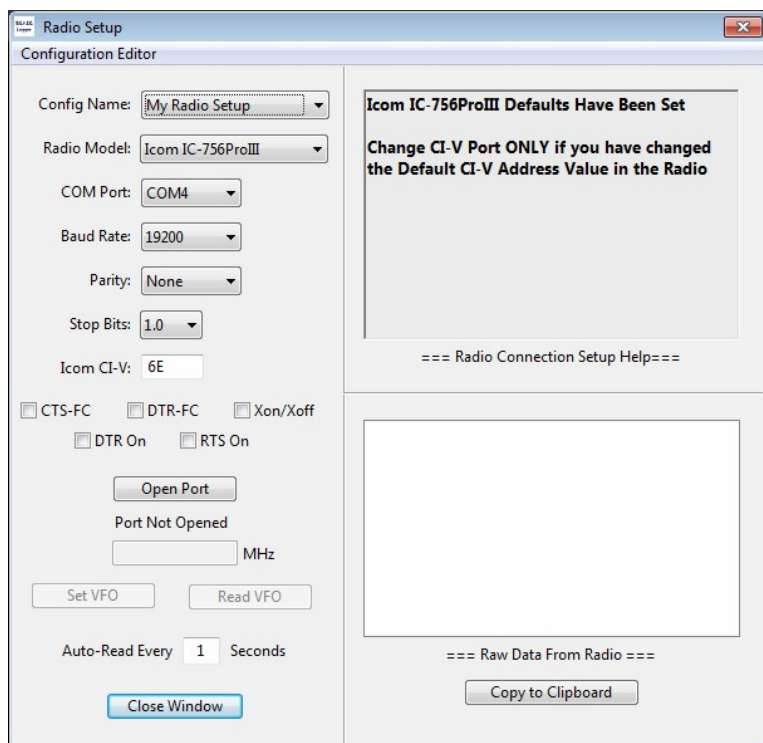 Radio Setup
Configuration Editor
Config Name: My Radio Setup
Radio Model: Icom IC-756ProIII
COM Port: COM4
Baud Rate: 19200
Parity: None
Stop Bits: 1.0
Icom CI-V: 6E
CTS-FC DTR-FC Xon/Xoff
DTR On RTS On
Open Port
Port Not Opened
MHz
Set VFO Read VFO
Auto-Read Every 1 Seconds
Close Window
Icom IC-756ProIII Defaults Have Been Set
Change CI-V Port ONLY if you have changed
the Default CI-V Address Value in the Radio
=== Radio Connection Setup Help===
=== Raw Data From Radio ===
Copy to Clipboard